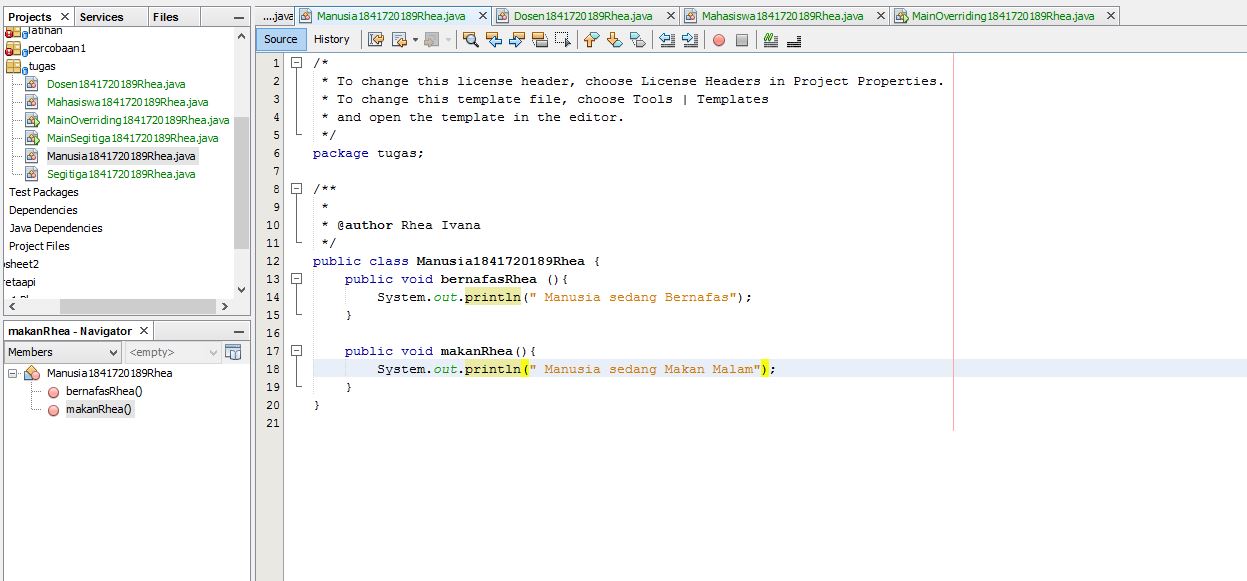 Projects × Services Files
latihan
percobaan1
tugas
Dosen1841720189Rhea.java
Mahasiswa1841720189Rhea.java
MainOverriding1841720189Rhea.java
MainSegitiga1841720189Rhea.java
Manusia1841720189Rhea.java
Segitiga1841720189Rhea.java
Test Packages
Dependencies
Java Dependencies
Project Files
sheet2
retaapi
makanRhea - Navigator ×
Members <empty>
Manusia1841720189Rhea
bernafasRhea()
makanRhea()
....java Manusia1841720189Rhea.java × Dosen1841720189Rhea.java × Mahasiswa1841720189Rhea.java × MainOverriding1841720189Rhea.java ×
Source History
1 /*
2 * To change this license header, choose License Headers in Project Properties.
3 * To change this template file, choose Tools | Templates
4 * and open the template in the editor.
5 */
6 package tugas;
7
8 /**
9 *
10 * @author Rhea Ivana
11 */
12 public class Manusia1841720189Rhea {
13 public void bernafasRhea (){
14 System.out.println(" Manusia sedang Bernafas");
15 }
16
17 public void makanRhea(){
18 System.out.println(" Manusia sedang Makan Malam");
19 }
20 }
21